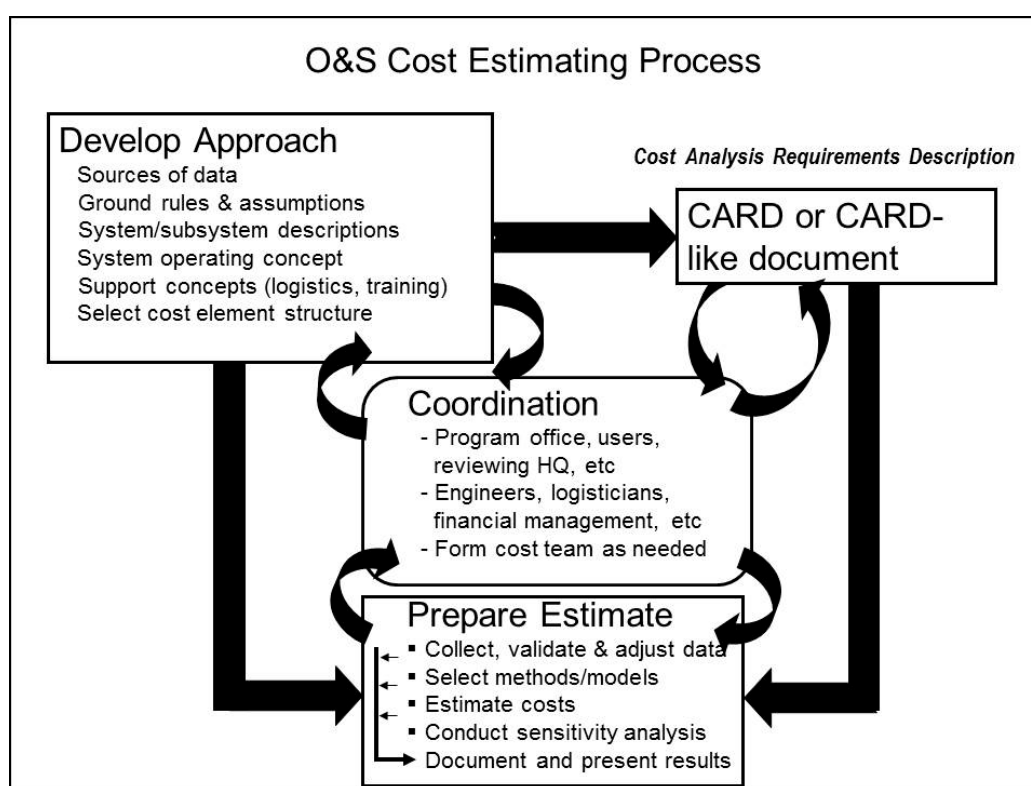 O&S Cost Estimating Process
Develop Approach
Sources of data
Ground rules & assumptions
System/subsystem descriptions
System operating concept
Support concepts (logistics, training)
Select cost element structure
Cost Analysis Requirements Description
CARD or CARD-
like document
Coordination
- Program office, users,
reviewing HQ, etc
- Engineers, logisticians,
financial management, etc
- Form cost team as needed
Prepare Estimate
▪ Collect, validate & adjust data
▪ Select methods/models
▪ Estimate costs
▪ Conduct sensitivity analysis
Document and present results